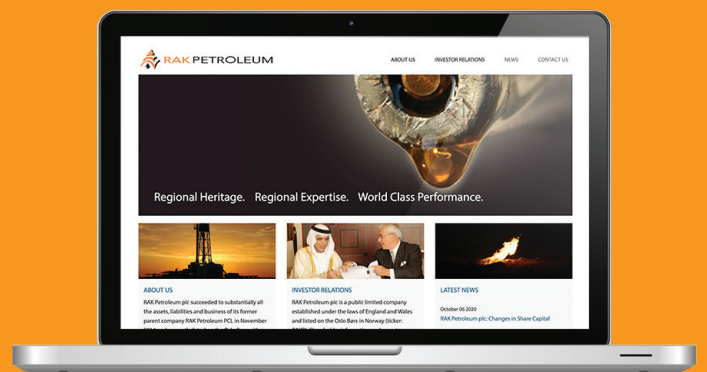 RAK PETROLEUM
ABOUT US INVESTOR RELATIONS NEWS CONTACT US
Regional Heritage. Regional Expertise. World Class Performance.
ABOUT US
RAK Petroleum plc succeeded to substantially all
the assets, liabilities and business of its former
parent company RAK Petroleum PCL in November
INVESTOR RELATIONS
RAK Petroleum plc is a public limited company
established under the laws of England and Wales
and listed on the Oslo Børs in Norway (ticker:
LATEST NEWS
October 06 2020
RAK Petroleum plc: Changes in Share Capital